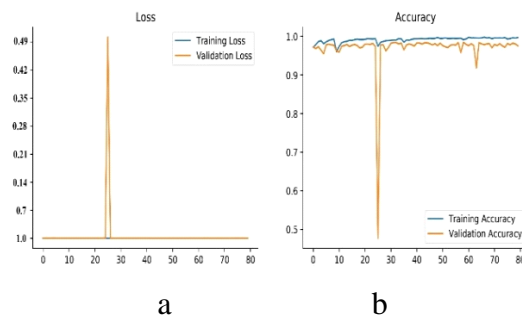 Loss
0.49
0.42
0.35
0.28
0.21
0.14
0.7
1.0
0 10 20 30 40 50 60 70 80
Training Loss
Validation Loss
a
Accuracy
1.0
0.9
0.8
0.7
0.6
0.5
0 10 20 30 40 50 60 70 80
Training Accuracy
Validation Accuracy
b